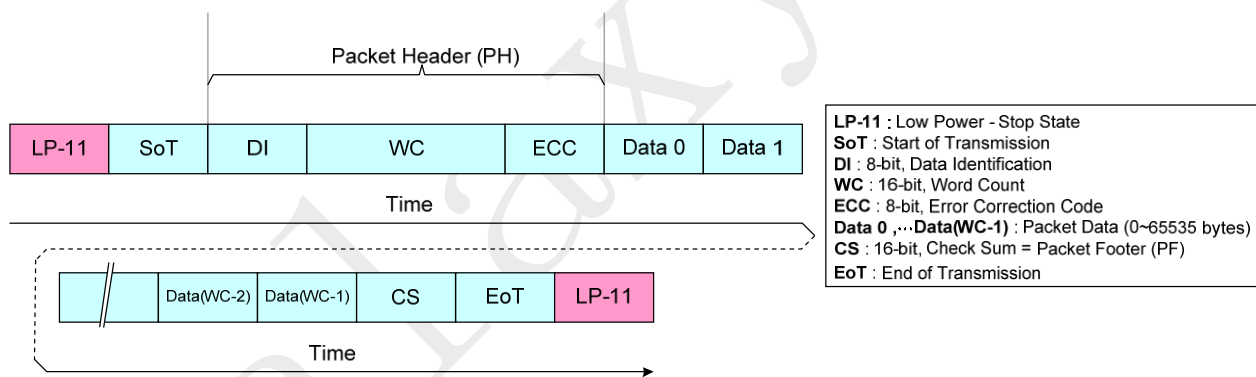 Packet Header (PH)
LP-11 SoT DI WC ECC Data 0 Data 1
Time
Data(WC-2) Data(WC-1) CS EoT LP-11
Time
LP-11 : Low Power - Stop State
SoT : Start of Transmission
DI : 8-bit, Data Identification
WC : 16-bit, Word Count
ECC : 8-bit, Error Correction Code
Data 0 ,···Data(WC-1) : Packet Data (0~65535 bytes)
CS : 16-bit, Check Sum = Packet Footer (PF)
EoT : End of Transmission